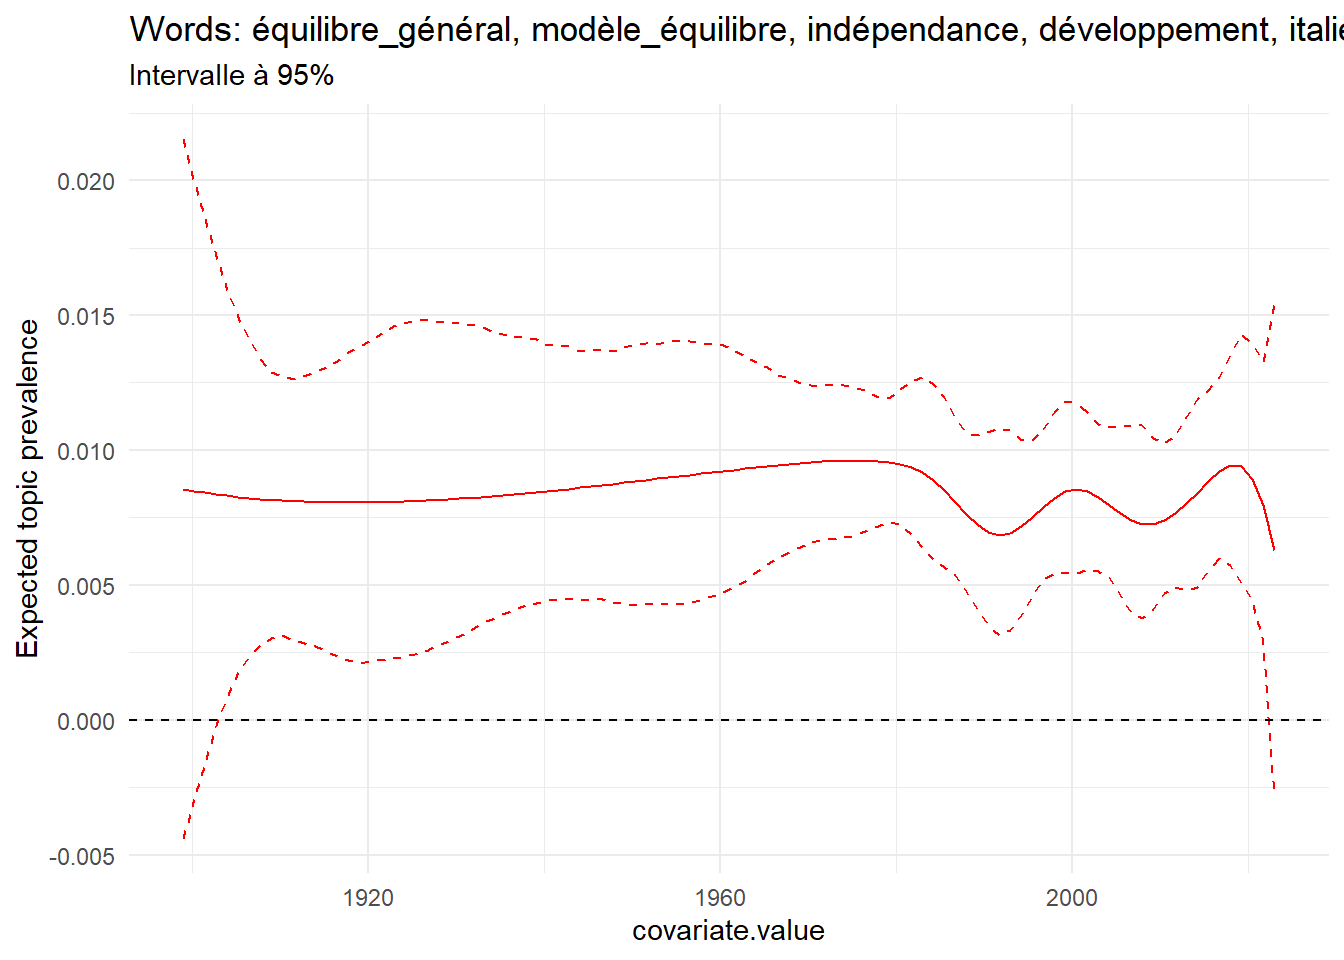 Words: équilibre_général, modèle_équilibre, indépendance, développement, italie
Intervalle à 95%
Expected topic prevalence
0.020
0.015
0.010
0.005
0.000
-0.005
1920
1960
2000
covariate.value